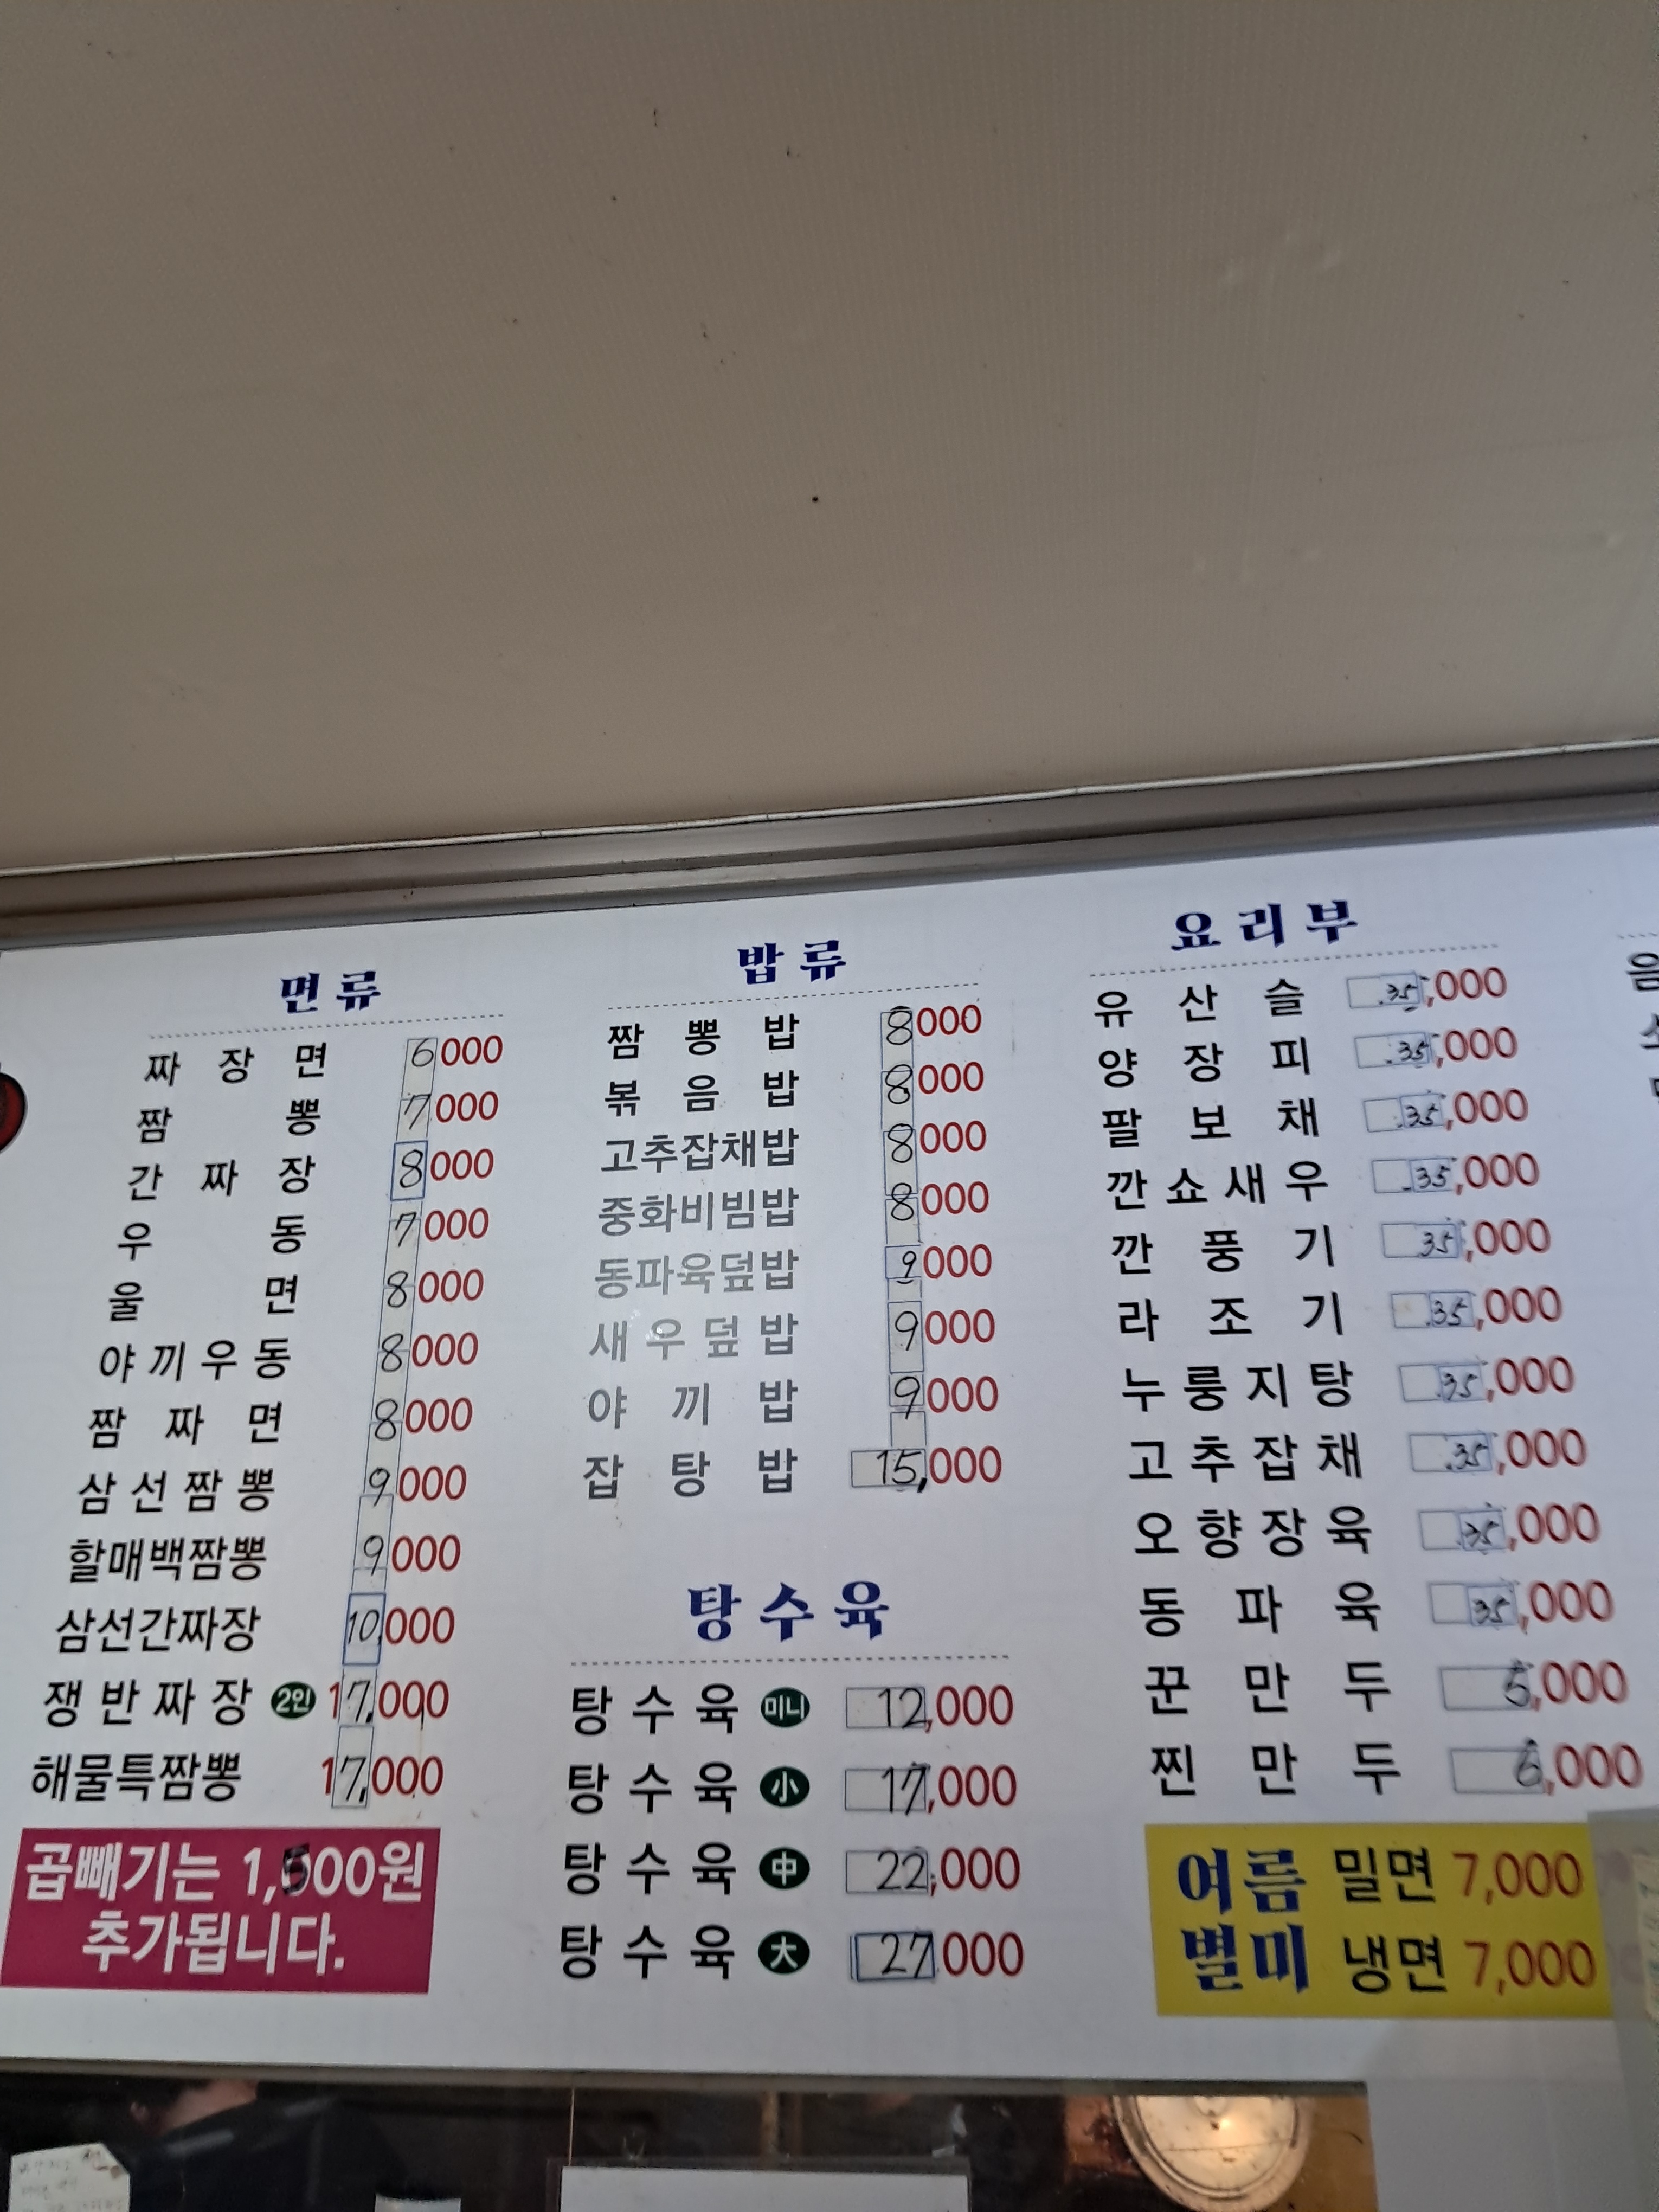 면류
짜장면 6000
짬뽕 7000
간짜장 8000
우동 7000
울면 8000
야끼우동 8000
짬짜면 8000
삼선짬뽕 9000
할매백짬뽕 9000
삼선간짜장 10,000
쟁반짜장 2인 17,000
해물특짬뽕 17,000
곱빼기는 1,500원
추가됩니다.
밥류
짬뽕밥 8000
볶음밥 8000
고추잡채밥 8000
중화비빔밥 8000
동파육덮밥 9000
새우덮밥 9000
야끼밥 9000
잡탕밥 15,000
탕수육
탕수육 미니 12,000
탕수육 小 17,000
탕수육 中 22,000
탕수육 大 27,000
요리부
유산슬 35,000
양장피 35,000
팔보채 35,000
깐쇼새우 35,000
깐풍기 35,000
라조기 35,000
누룽지탕 35,000
고추잡채 35,000
오향장육 35,000
동파육 35,000
꾼만두 5,000
찐만두 6,000
여름별미
밀면 7,000
냉면 7,000
음